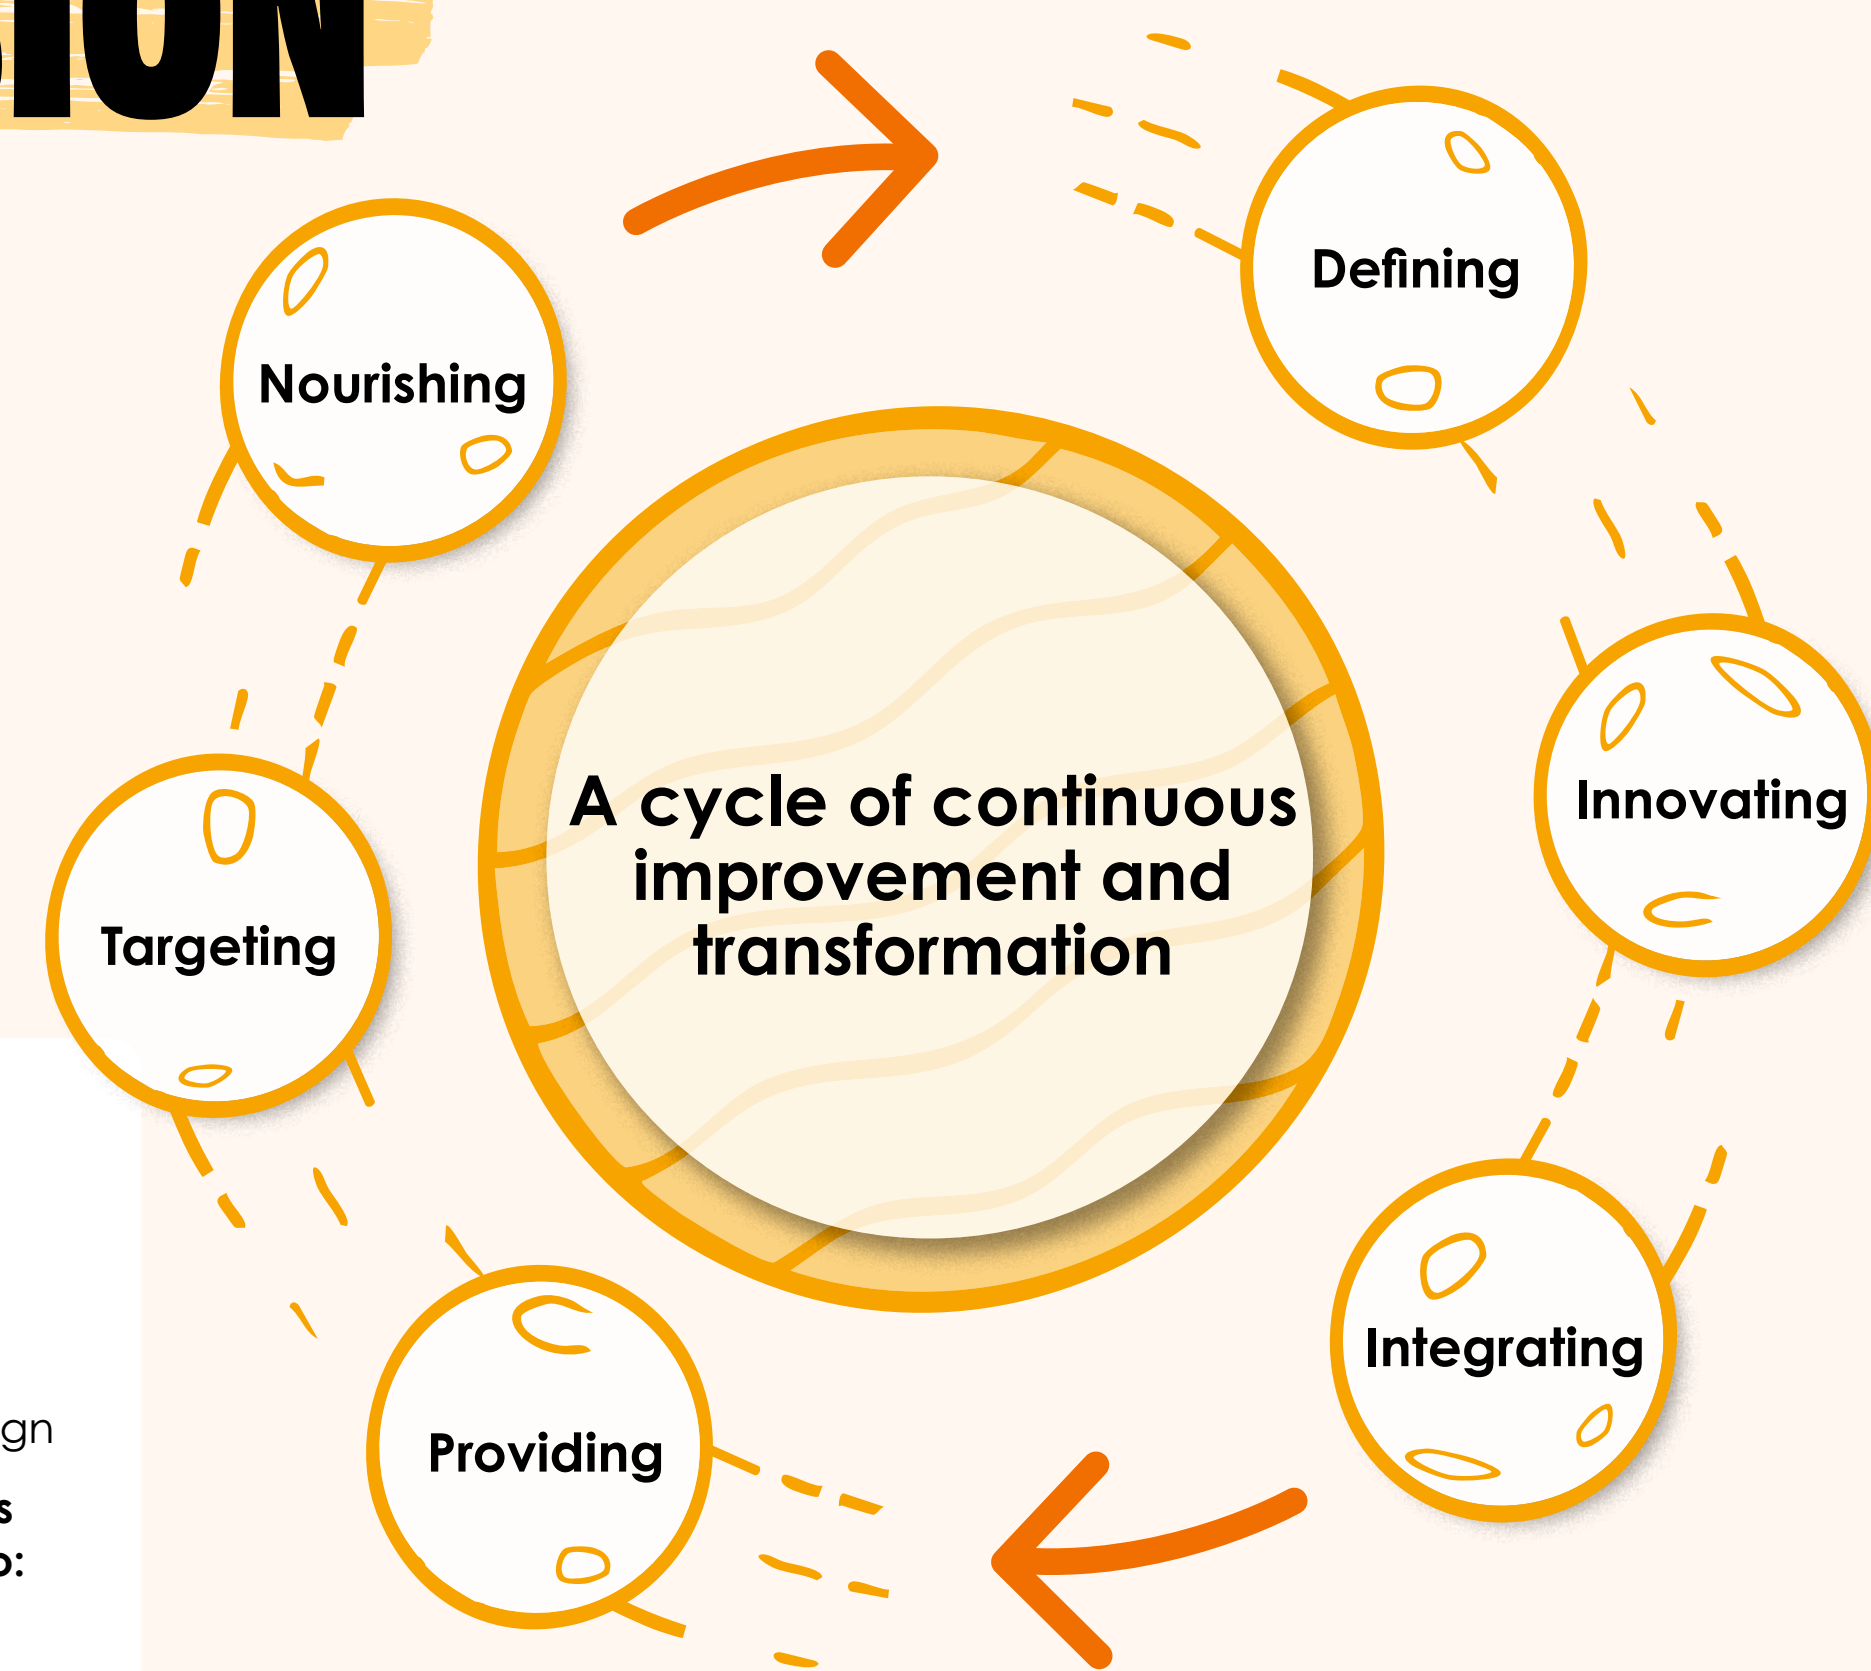 Defining
Nourishing
Innovating
A cycle of continuous
improvement and
transformation
Targeting
Integrating
Providing